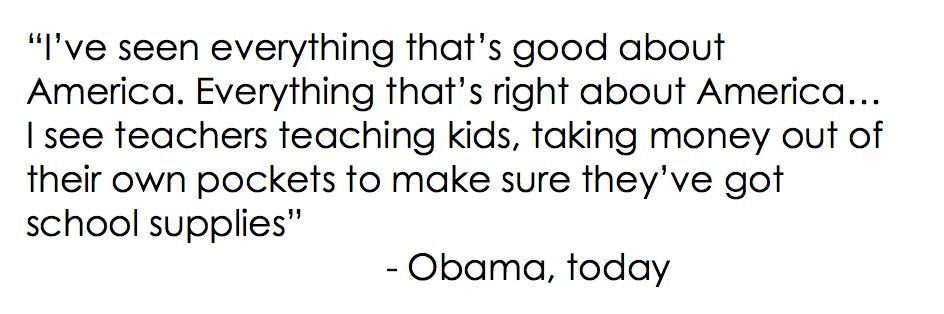 “I’ve seen everything that’s good about
America. Everything that’s right about America…
I see teachers teaching kids, taking money out of
their own pockets to make sure they’ve got
school supplies”
- Obama, today